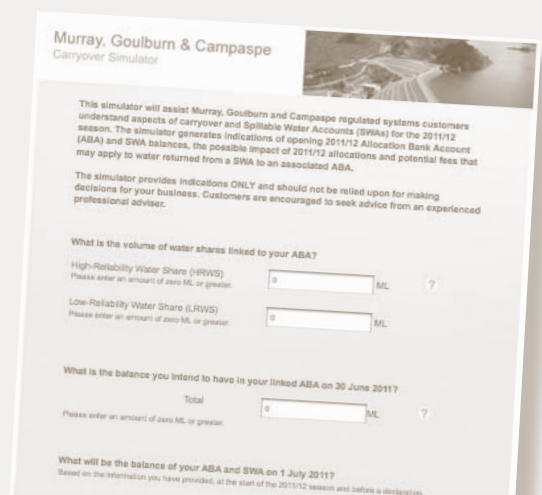 Murray, Goulburn & Campaspe
Carryover Simulator
This simulator will assist Murray, Goulburn and Campaspe regulated systems customers
understand aspects of carryover and Spillable Water Accounts (SWAs) for the 2011/12
season. The simulator generates indications of opening 2011/12 Allocation Bank Account
(ABA) and SWA balances, the possible impact of 2011/12 allocations and potential fees that
may apply to water returned from a SWA to an associated ABA.
The simulator provides indications ONLY and should not be relied upon for making
decisions for your business. Customers are encouraged to seek advice from an experienced
professional adviser.
What is the volume of water shares linked to your ABA?
High-Reliability Water Share (HRWS)
Please enter an amount of zero ML or greater.
0 ML ?
Low-Reliability Water Share (LRWS)
Please enter an amount of zero ML or greater.
0 ML
What is the balance you intend to have in your linked ABA on 30 June 2011?
Total 0 ML ?
Please enter an amount of zero ML or greater.
What will be the balance of your ABA and SWA on 1 July 2011?
Based on the information you have provided, at the start of the 2011/12 season and before a declaration